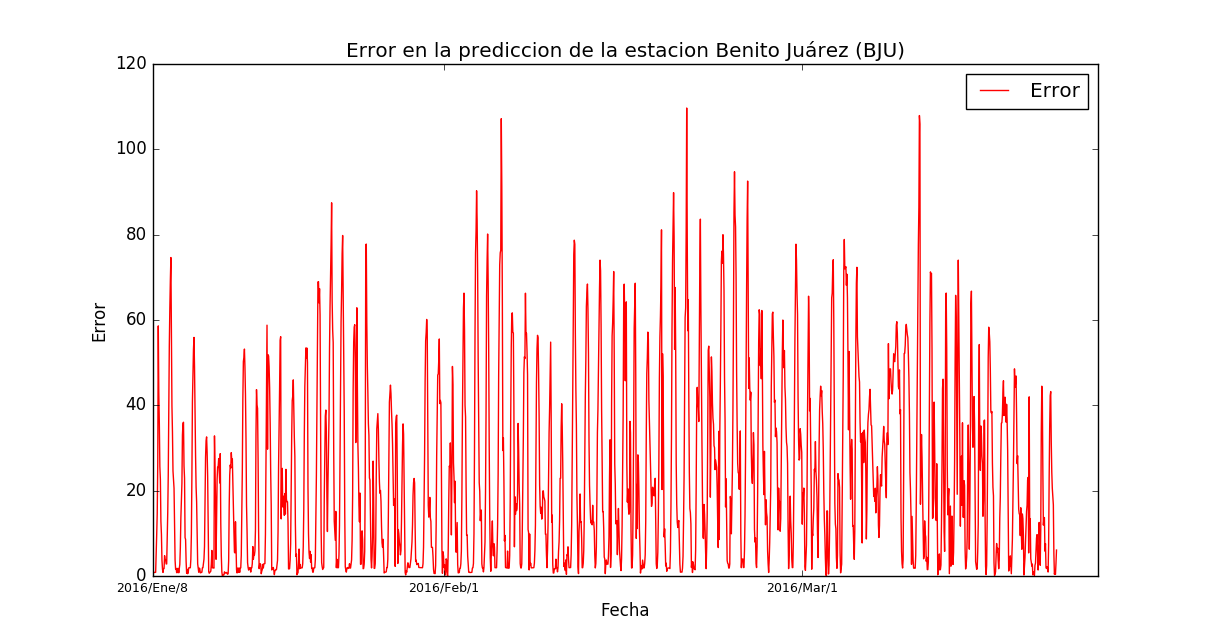 Error en la prediccion de la estacion Benito Juárez (BJU)
Error
120
100
80
60
40
20
0
Error
2016/Ene/8
2016/Feb/1
2016/Mar/1
Fecha